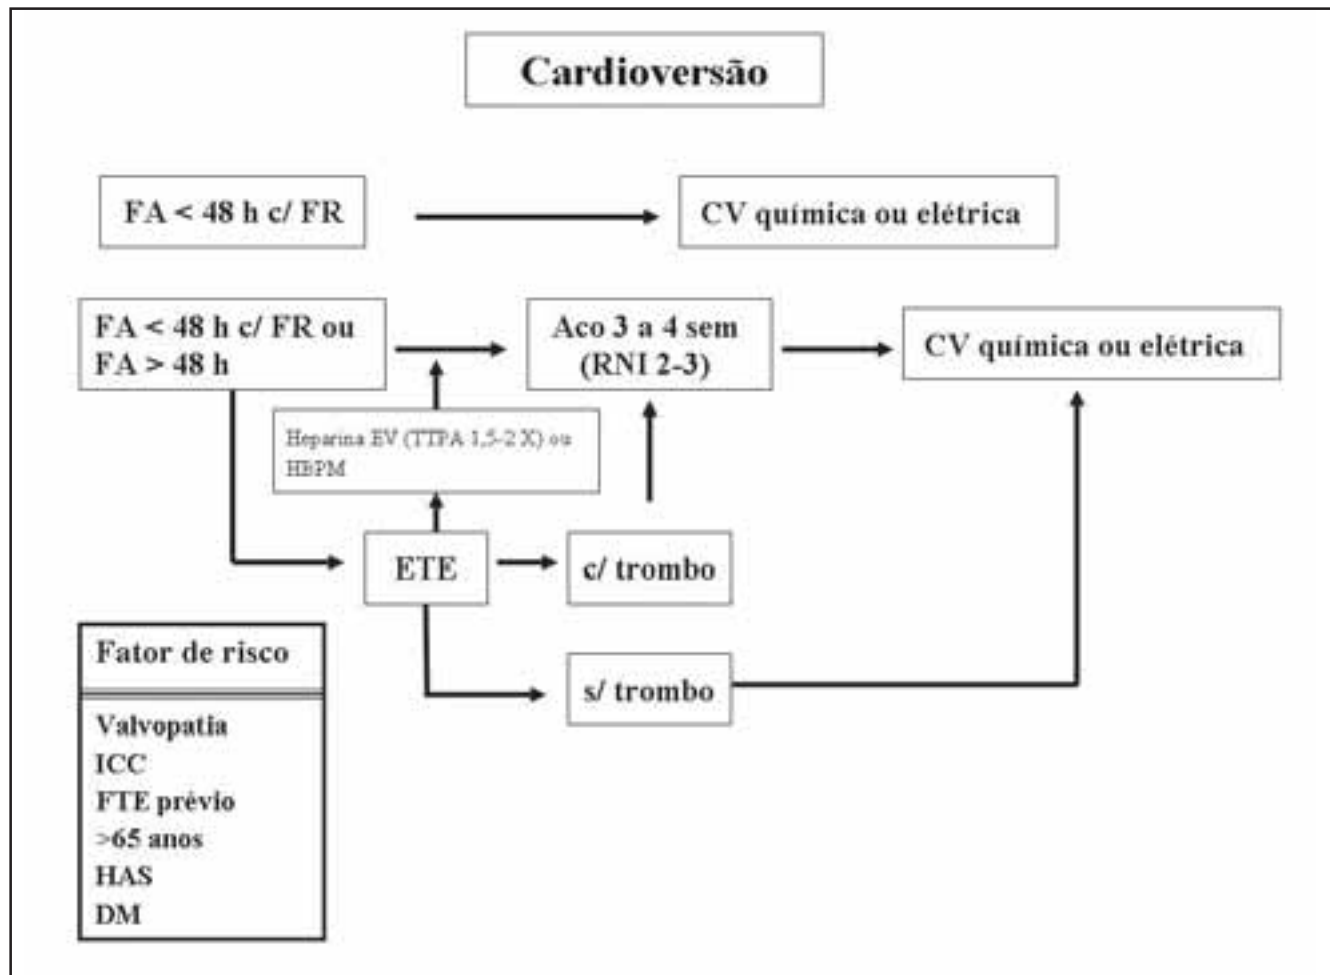 Cardioversão
FA < 48 h c/ FR
CV química ou elétrica
FA < 48 h c/ FR ou
FA > 48 h
Aco 3 a 4 sem
(RNI 2-3)
CV química ou elétrica
Heparina EV (TTPA 1,5-2 X) ou
HBPM
ETE
c/ trombo
s/ trombo
Fator de risco
Valvopatia
ICC
FTE prévio
>65 anos
HAS
DM